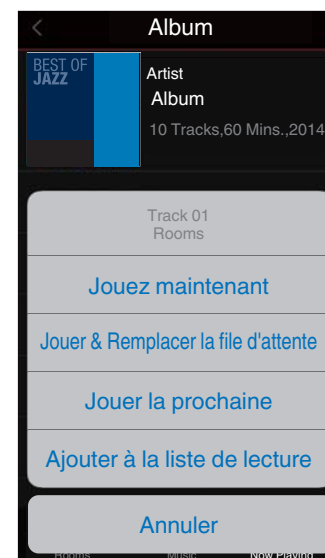 Album
BEST OF
JAZZ
Artist
Album
10 Tracks,60 Mins.,2014
Track 01
Rooms
Jouez maintenant
Jouer & Remplacer la file d'attente
Jouer la prochaine
Ajouter à la liste de lecture
Annuler
Rooms Music Now Playing